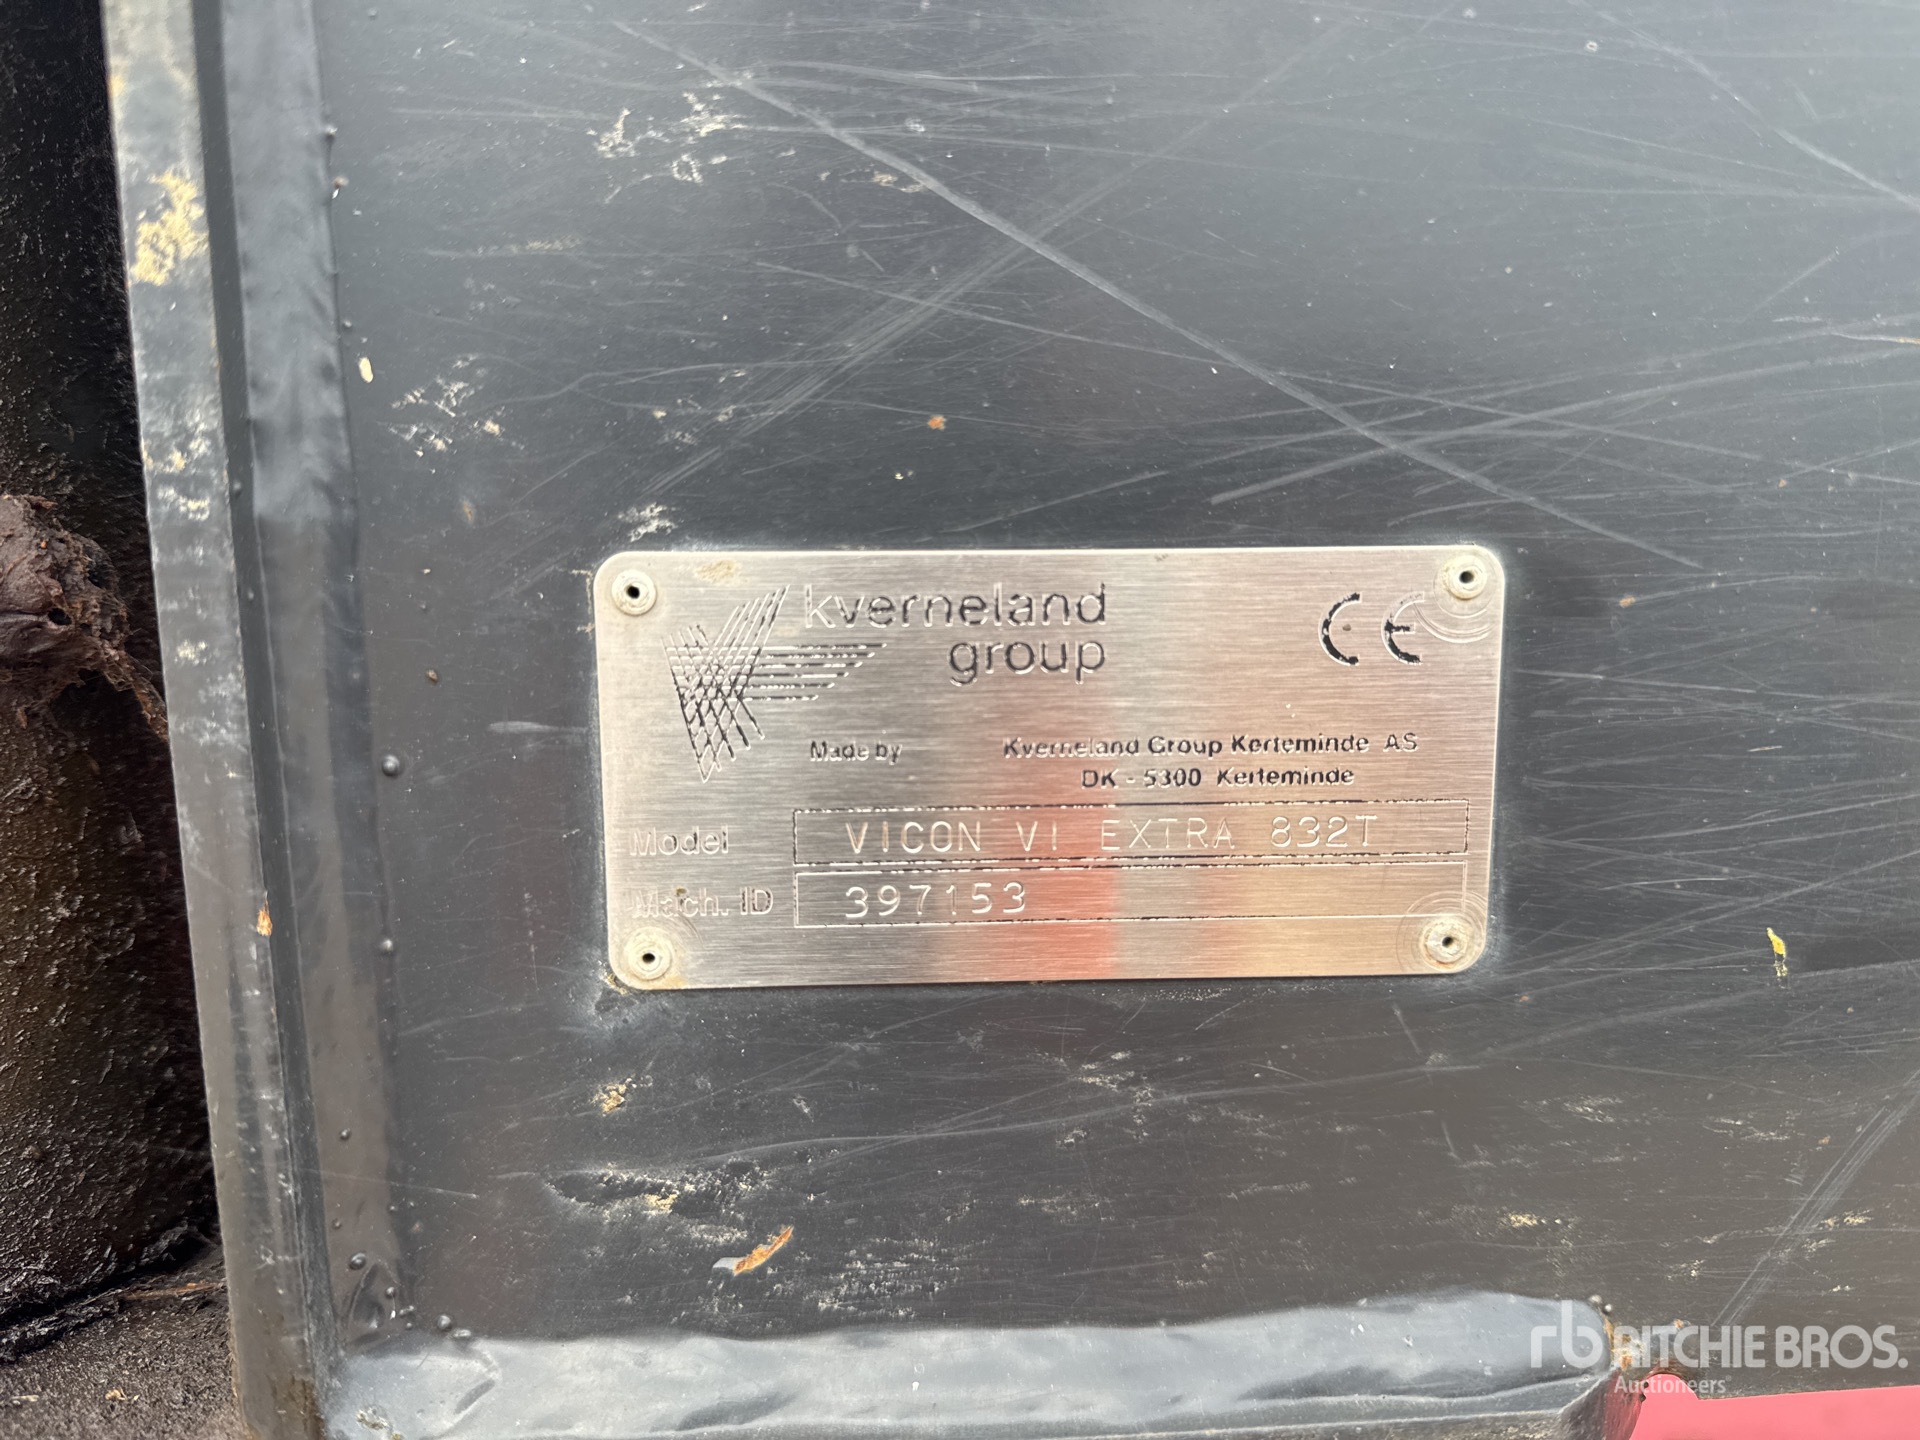 kverneland
group
CE
Made by Kverneland Group Kerteminde AS
DK - 5300 Kerteminde
Model VICON VI EXTRA 832T
Mach. ID 397153
rb RITCHIE BROS.
Auctioneers